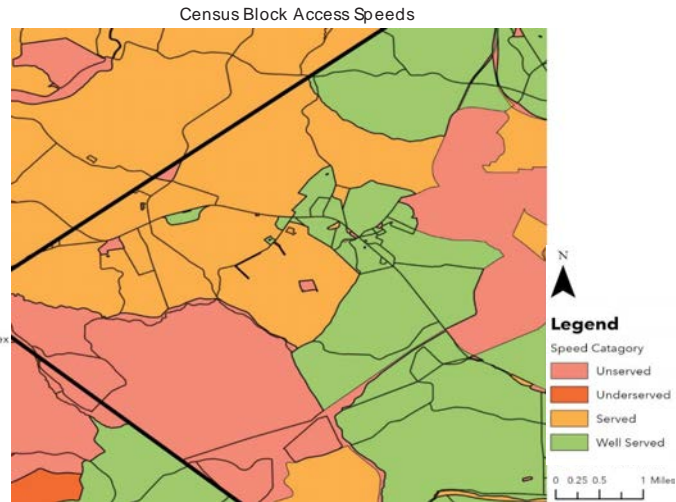 Census Block Access Speeds
N
Legend
Speed Catagory
Unserved
Underserved
Served
Well Served
0 0.25 0.5 1 Miles